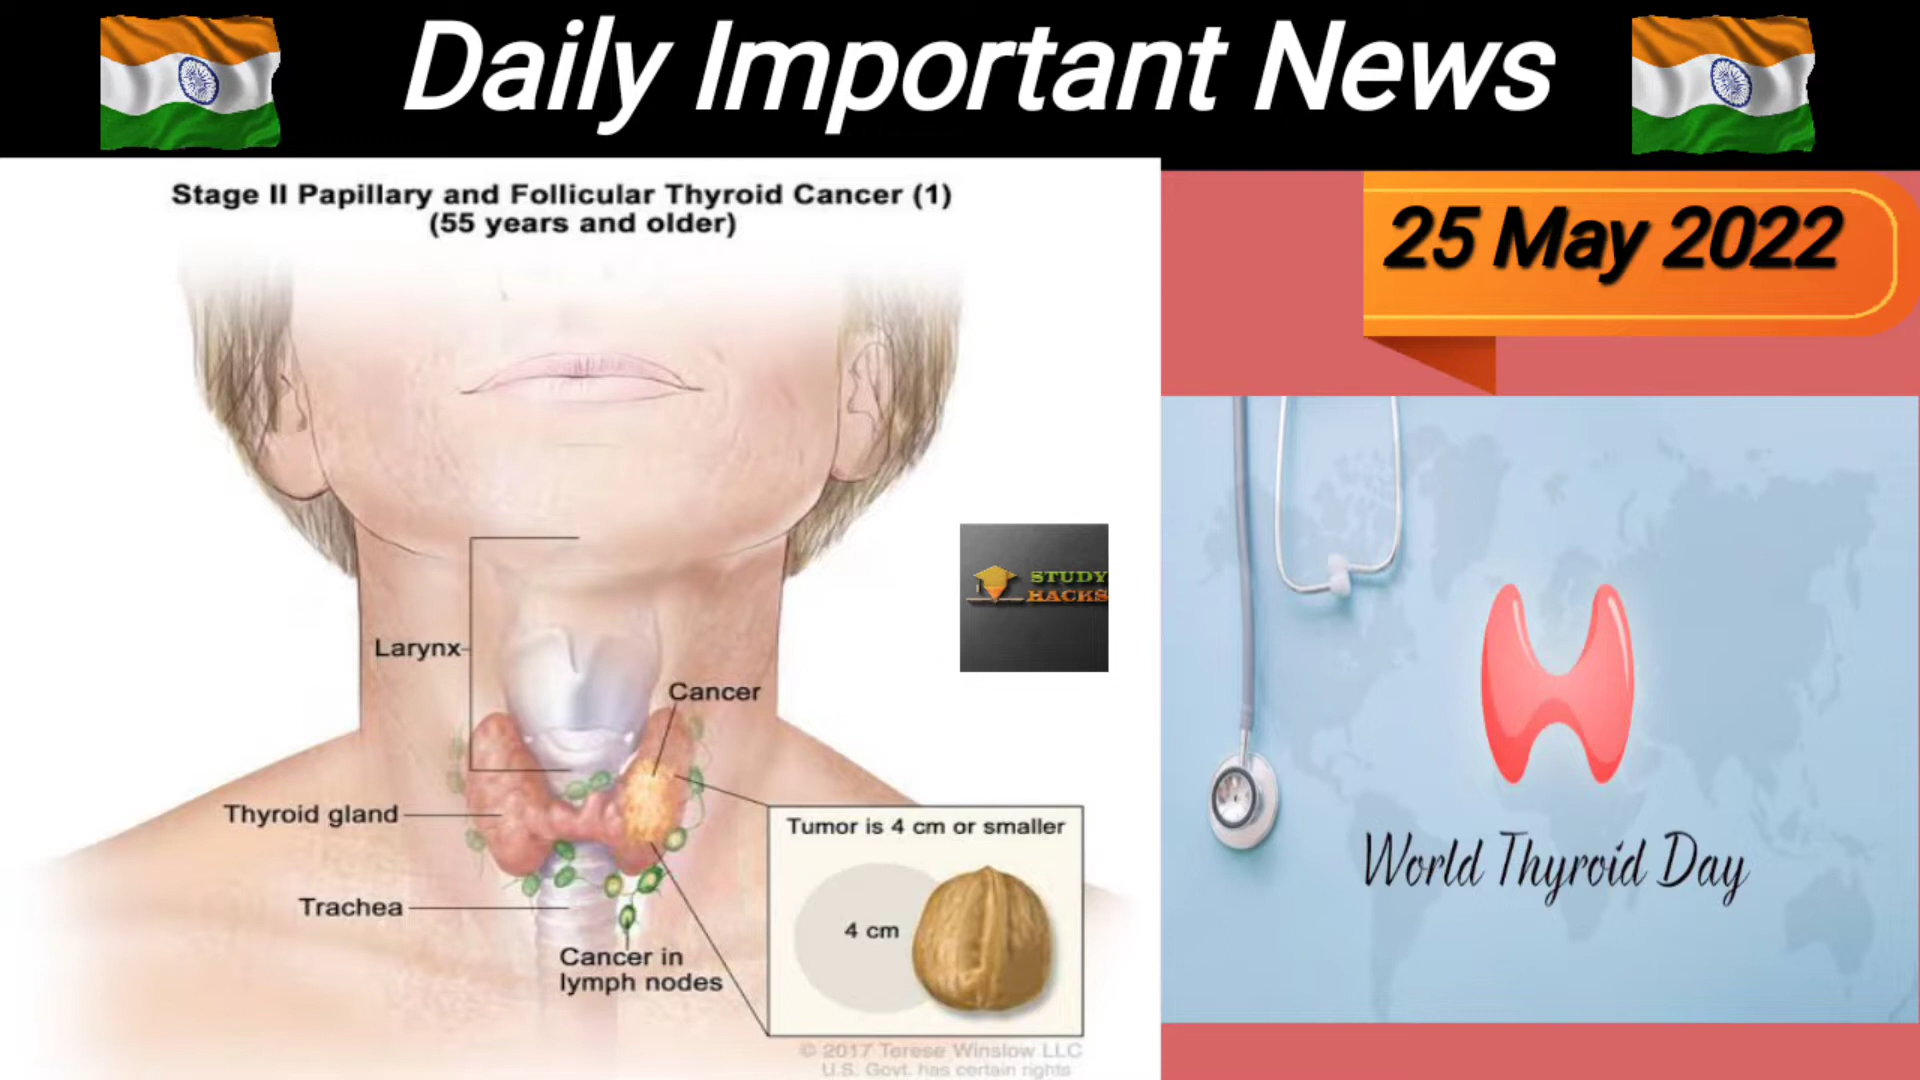 Daily Important News
Stage II Papillary and Follicular Thyroid Cancer (1)
(55 years and older)
25 May 2022
STUDY
HACKS
Larynx
Cancer
Thyroid gland
Tumor is 4 cm or smaller
4 cm
Trachea
Cancer in
lymph nodes
World Thyroid Day
© 2017 Terese Winslow LLC
U.S. Govt. has certain rights